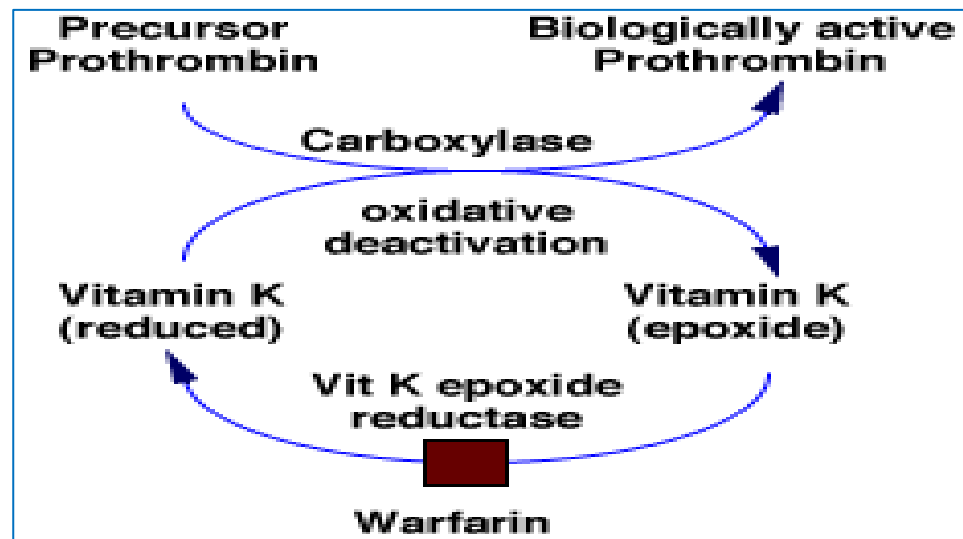 Precursor
Prothrombin
Biologically active
Prothrombin
Carboxylase
oxidative
deactivation
Vitamin K
(reduced)
Vitamin K
(epoxide)
Vit K epoxide
reductase
Warfarin